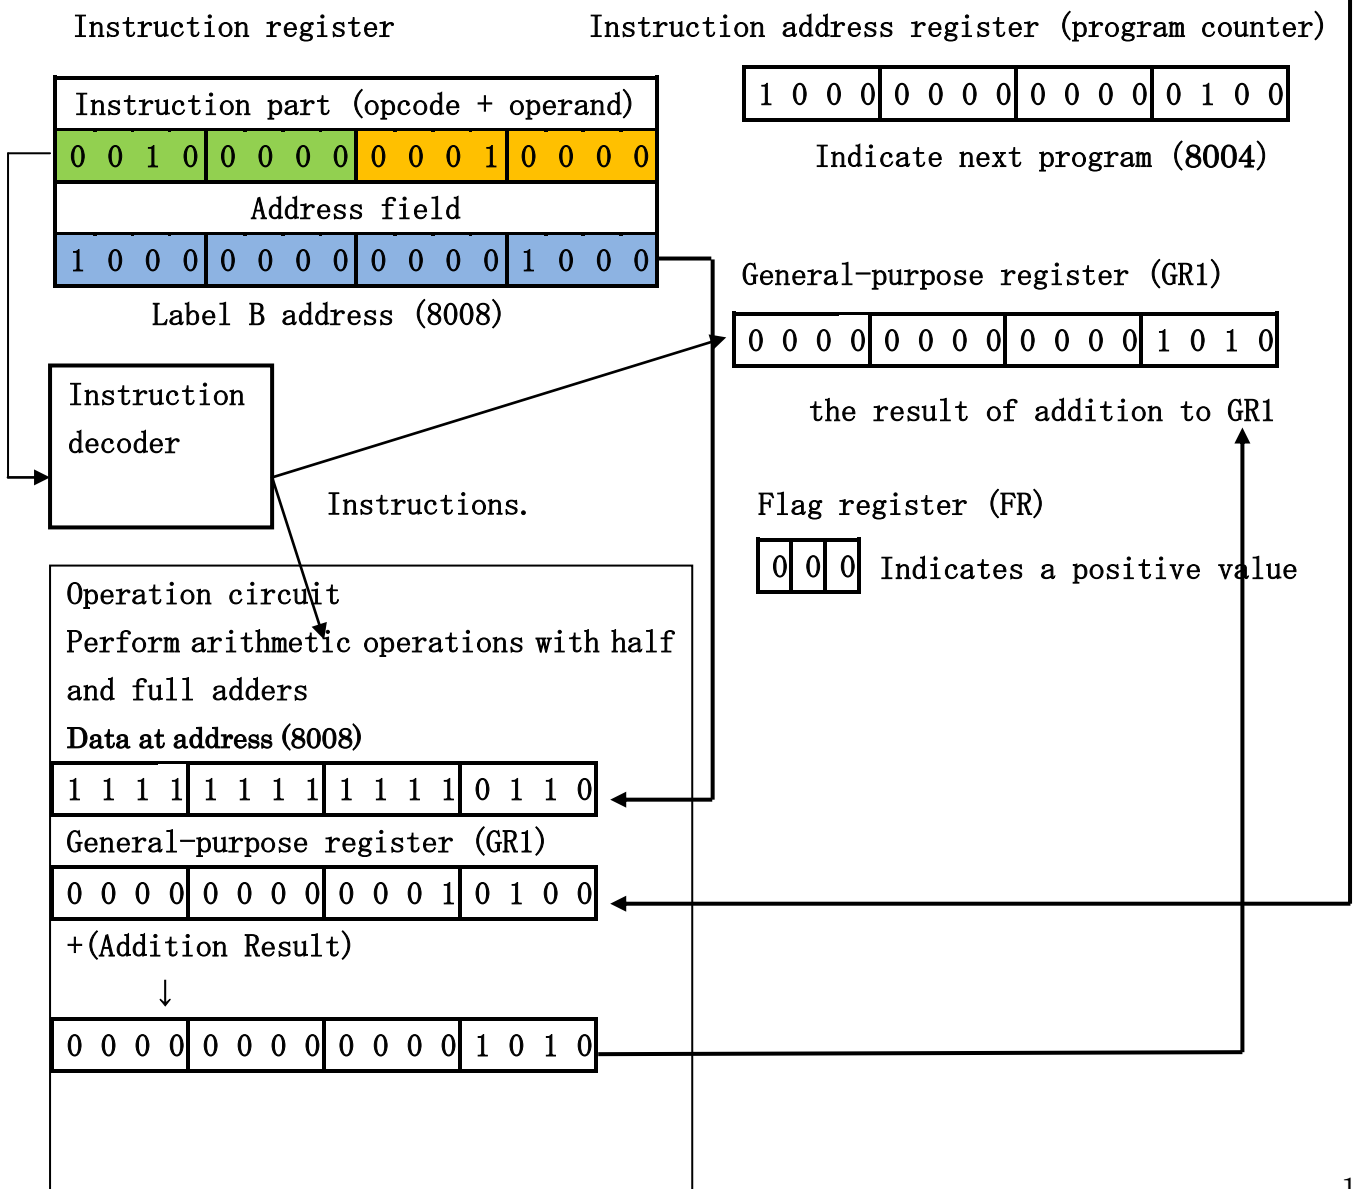 Instruction register
Instruction address register (program counter)
1 0 0 0 0 0 0 0 0 0 0 0 0 1 0 0
Indicate next program (8004)
Instruction part (opcode + operand)
0 0 1 0 0 0 0 0 0 0 0 1 0 0 0 0
Address field
1 0 0 0 0 0 0 0 0 0 0 0 1 0 0 0
Label B address (8008)
General-purpose register (GR1)
0 0 0 0 0 0 0 0 0 0 0 0 1 0 1 0
the result of addition to GR1
Instruction
decoder
Instructions.
Flag register (FR)
0 0 0 Indicates a positive value
Operation circuit
Perform arithmetic operations with half
and full adders
Data at address (8008)
1 1 1 1 1 1 1 1 1 1 1 1 0 1 1 0
General-purpose register (GR1)
0 0 0 0 0 0 0 0 0 0 0 1 0 1 0 0
+(Addition Result)
↓
0 0 0 0 0 0 0 0 0 0 0 0 1 0 1 0
1